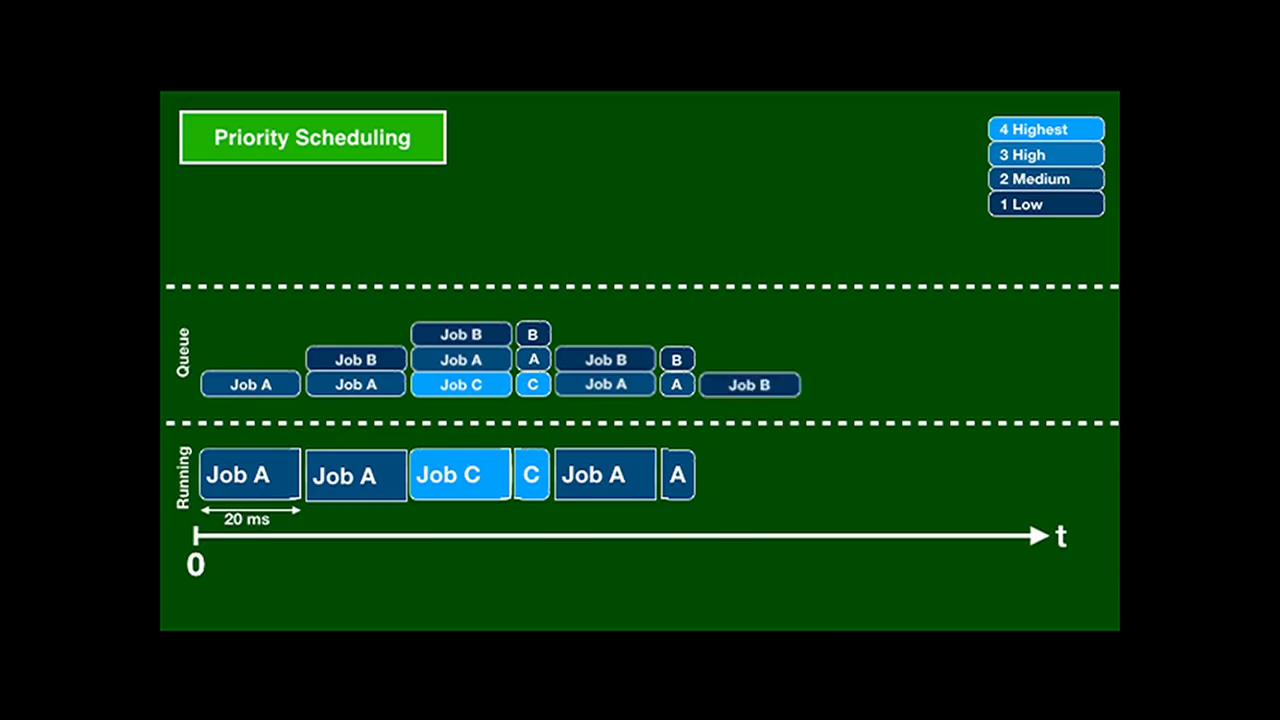 Priority Scheduling
4 Highest
3 High
2 Medium
1 Low
Queue
Job B B
Job B Job A A Job B B
Job A Job A Job C C Job A A Job B
Running
Job A Job A Job C C Job A A
20 ms
t
0